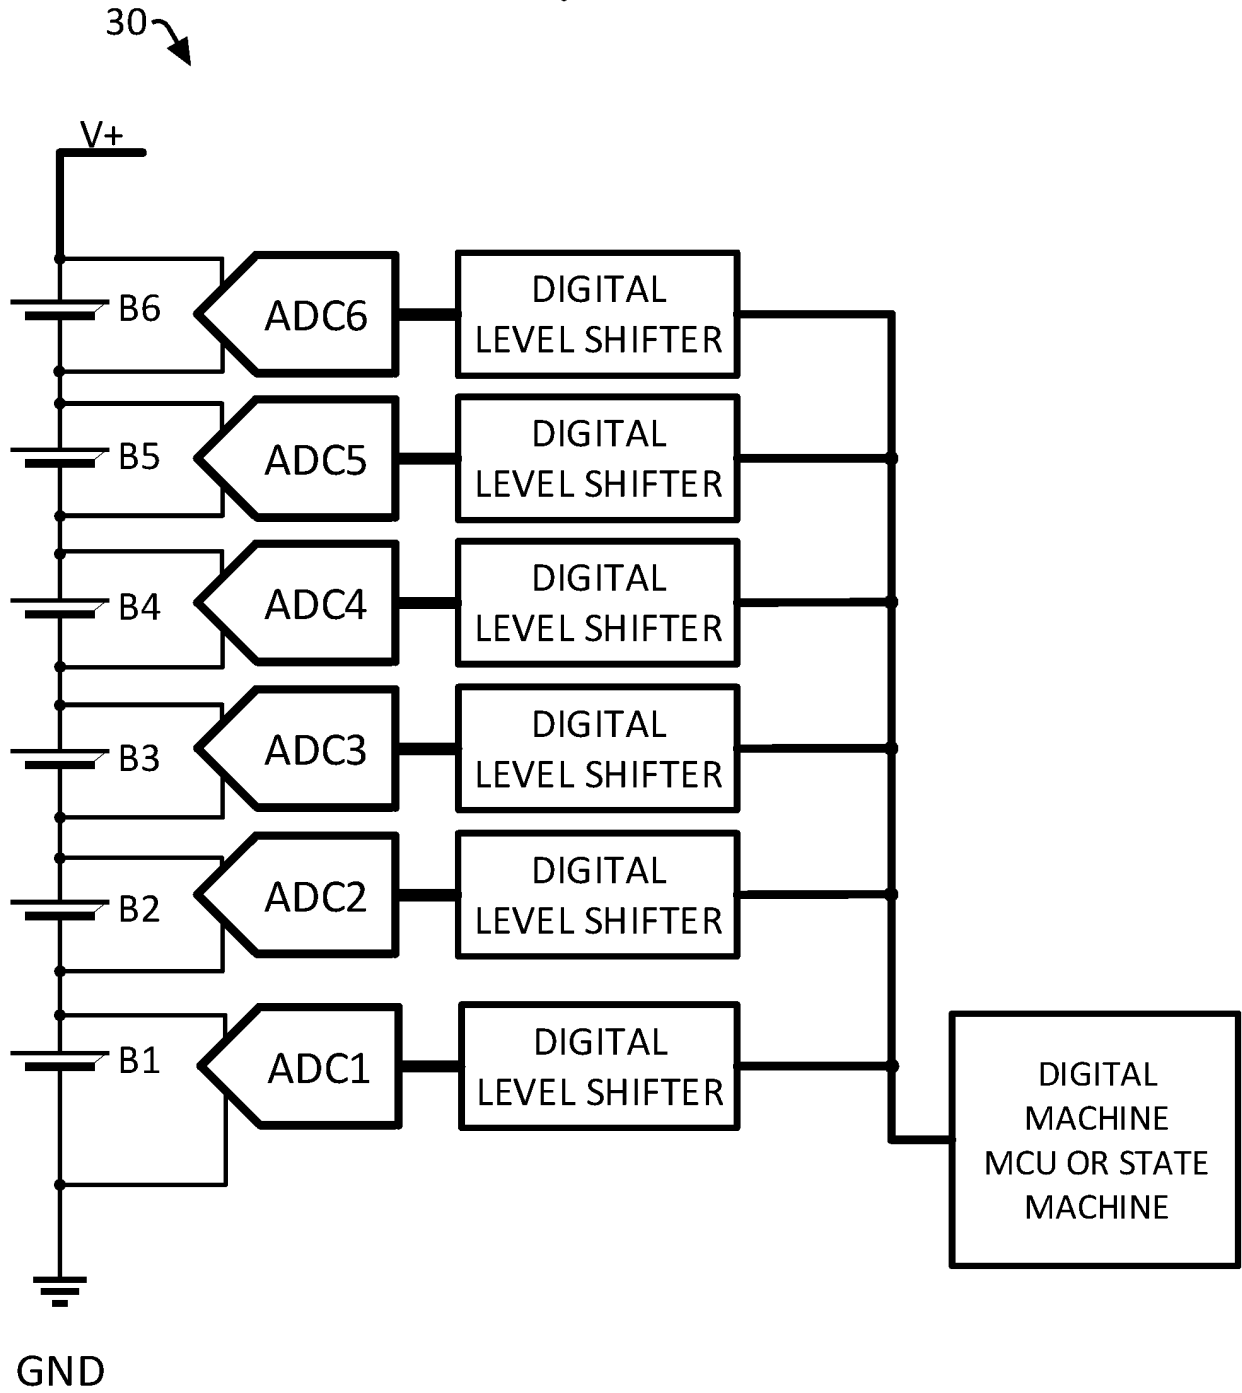 30
V+
B6
ADC6
DIGITAL
LEVEL SHIFTER
B5
ADC5
DIGITAL
LEVEL SHIFTER
B4
ADC4
DIGITAL
LEVEL SHIFTER
B3
ADC3
DIGITAL
LEVEL SHIFTER
B2
ADC2
DIGITAL
LEVEL SHIFTER
B1
ADC1
DIGITAL
LEVEL SHIFTER
DIGITAL
MACHINE
MCU OR STATE
MACHINE
GND